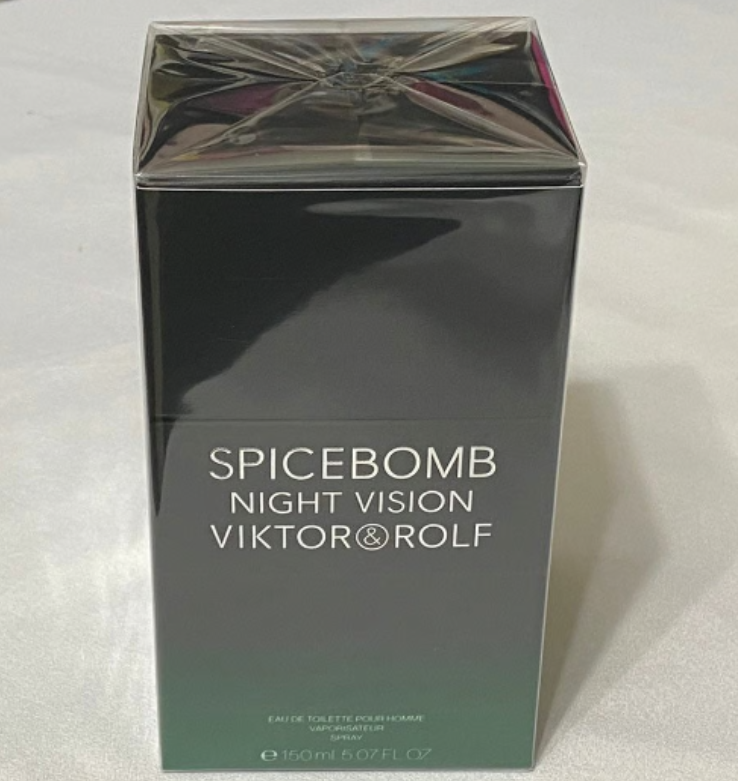 SPICEBOMB
NIGHT VISION
VIKTOR&ROLF
EAU DE TOILETTE POUR HOMME
VAPORISATEUR
SPRAY
℮ 150 ml 5.07 FL OZ